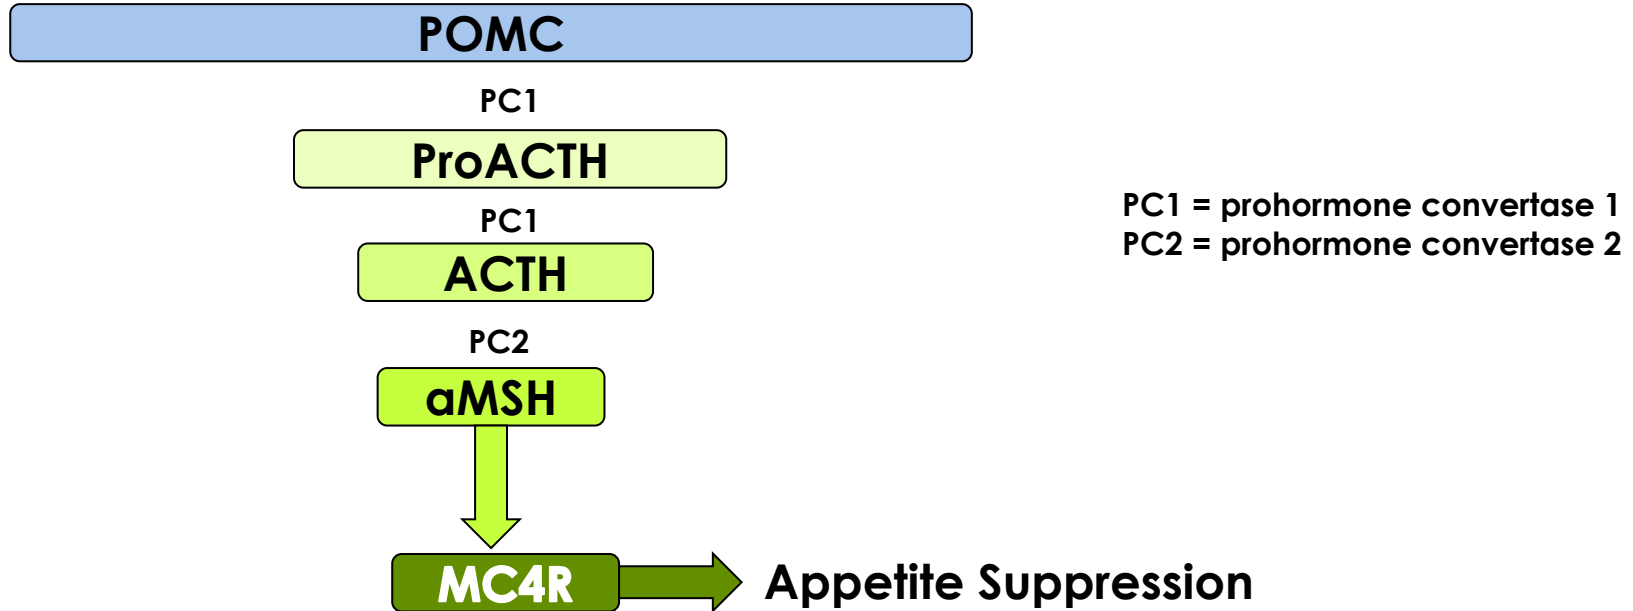 POMC
PC1
ProACTH
PC1
ACTH
PC1 = prohormone convertase 1
PC2 = prohormone convertase 2
PC2
aMSH
MC4R
Appetite Suppression